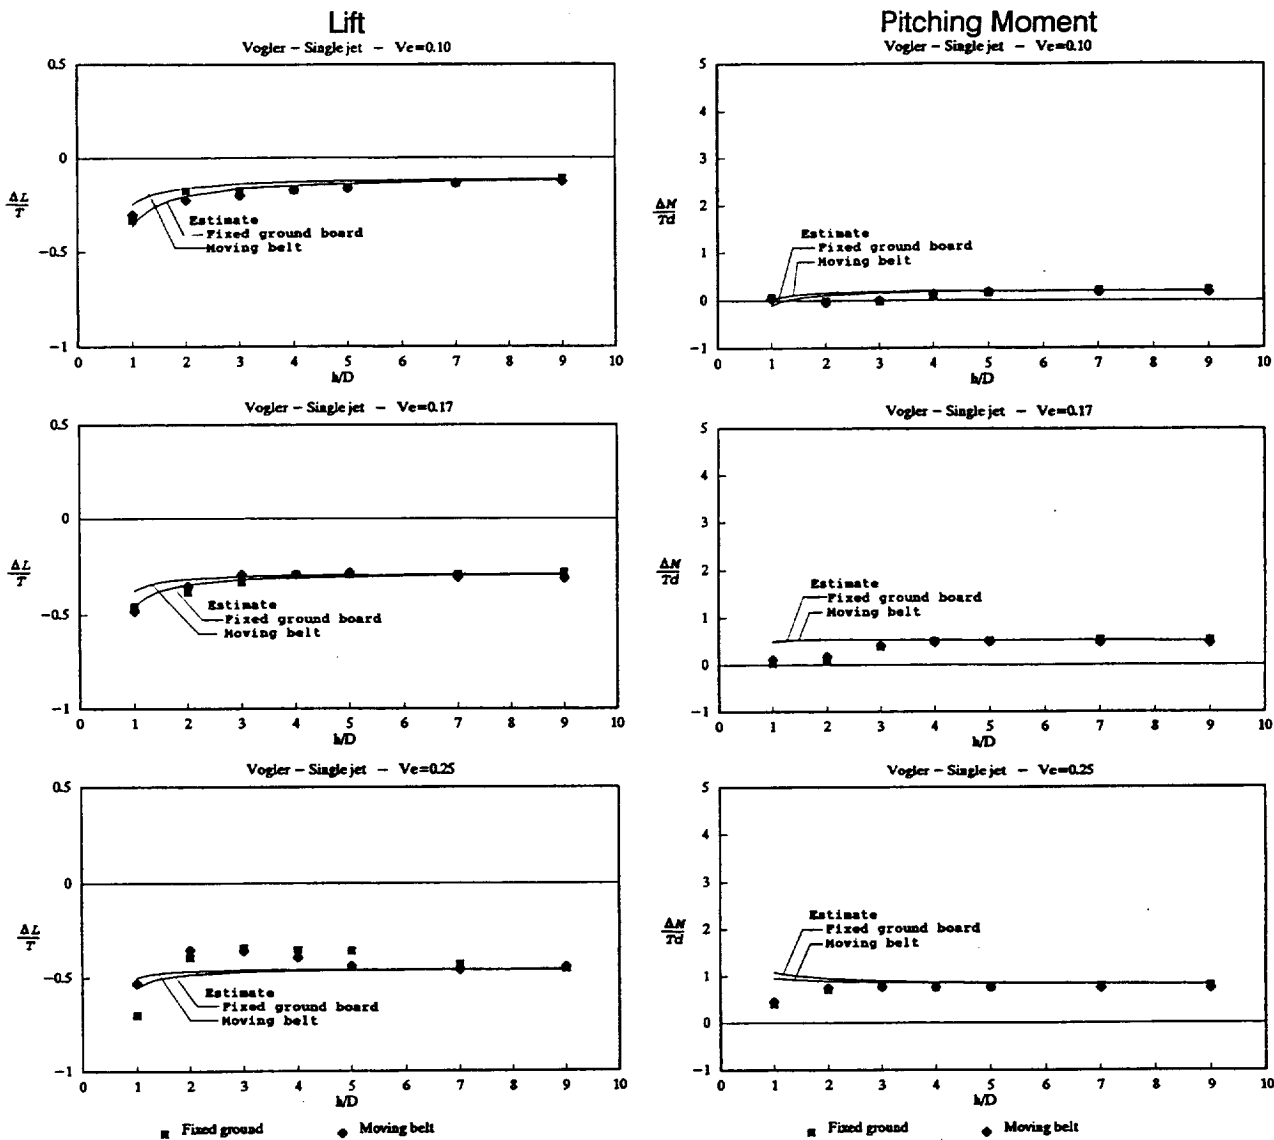 Lift
Vogler – Single jet – Ve=0.10
0.5
0
ΔL
T
−0.5
−1
Estimate
Fixed ground board
Moving belt
0 1 2 3 4 5 6 7 8 9 10
h/D
Pitching Moment
Vogler – Single jet – Ve=0.10
5
4
3
2
ΔM
Td
1
0
−1
Estimate
Fixed ground board
Moving belt
0 1 2 3 4 5 6 7 8 9 10
h/D
Vogler – Single jet – Ve=0.17
0.5
0
ΔL
T
−0.5
−1
Estimate
Fixed ground board
Moving belt
0 1 2 3 4 5 6 7 8 9 10
h/D
Vogler – Single jet – Ve=0.17
5
4
3
2
ΔM
Td
1
0
−1
Estimate
Fixed ground board
Moving belt
0 1 2 3 4 5 6 7 8 9 10
h/D
Vogler – Single jet – Ve=0.25
0.5
0
ΔL
T
−0.5
−1
Estimate
Fixed ground board
Moving belt
0 1 2 3 4 5 6 7 8 9 10
h/D
Vogler – Single jet – Ve=0.25
5
4
3
2
ΔM
Td
1
0
−1
Estimate
Fixed ground board
Moving belt
0 1 2 3 4 5 6 7 8 9 10
h/D
Fixed ground Moving belt
Fixed ground Moving belt